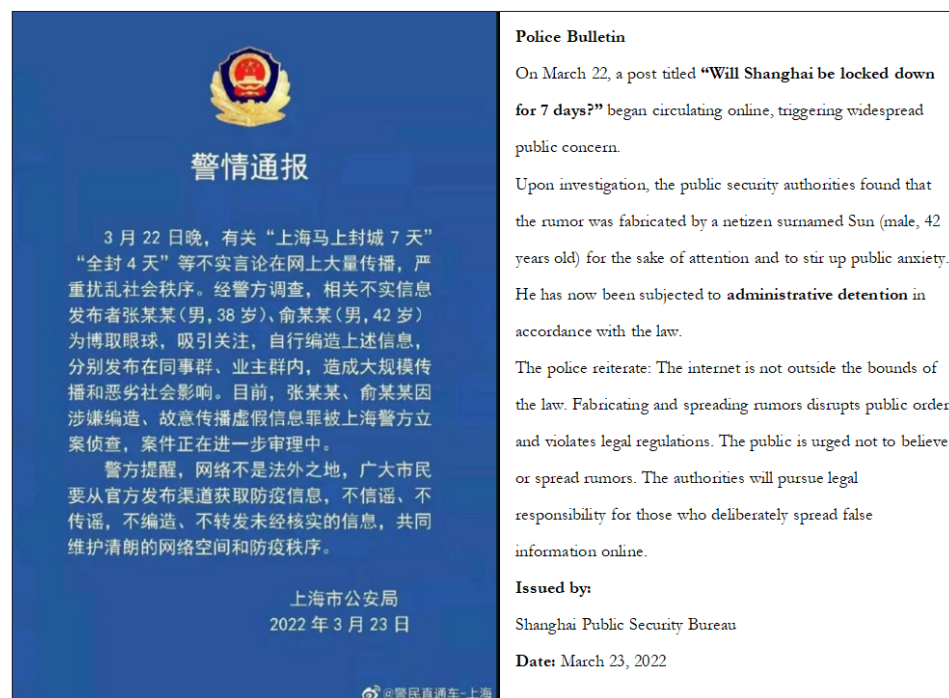 警情通报
3月22日晚，有关“上海马上封城7天”
“全封4天”等不实言论在网上大量传播，严
重扰乱社会秩序。经警方调查，相关不实信息
发布者张某某（男，38岁）、俞某某（男，42岁）
为博取眼球，吸引关注，自行编造上述信息，
分别发布在同事群、业主群内，造成大规模传
播和恶劣社会影响。目前，张某某、俞某某因
涉嫌编造、故意传播虚假信息罪被上海警方立
案侦查，案件正在进一步审理中。
警方提醒，网络不是法外之地，广大市民
要从官方发布渠道获取防疫信息，不信谣、不
传谣，不编造、不转发未经核实的信息，共同
维护清朗的网络空间和防疫秩序。
上海市公安局
2022年3月23日
@警民直通车-上海
Police Bulletin
On March 22, a post titled “Will Shanghai be locked down
for 7 days?” began circulating online, triggering widespread
public concern.
Upon investigation, the public security authorities found that
the rumor was fabricated by a netizen surnamed Sun (male, 42
years old) for the sake of attention and to stir up public anxiety.
He has now been subjected to administrative detention in
accordance with the law.
The police reiterate: The internet is not outside the bounds of
the law. Fabricating and spreading rumors disrupts public order
and violates legal regulations. The public is urged not to believe
or spread rumors. The authorities will pursue legal
responsibility for those who deliberately spread false
information online.
Issued by:
Shanghai Public Security Bureau
Date: March 23, 2022